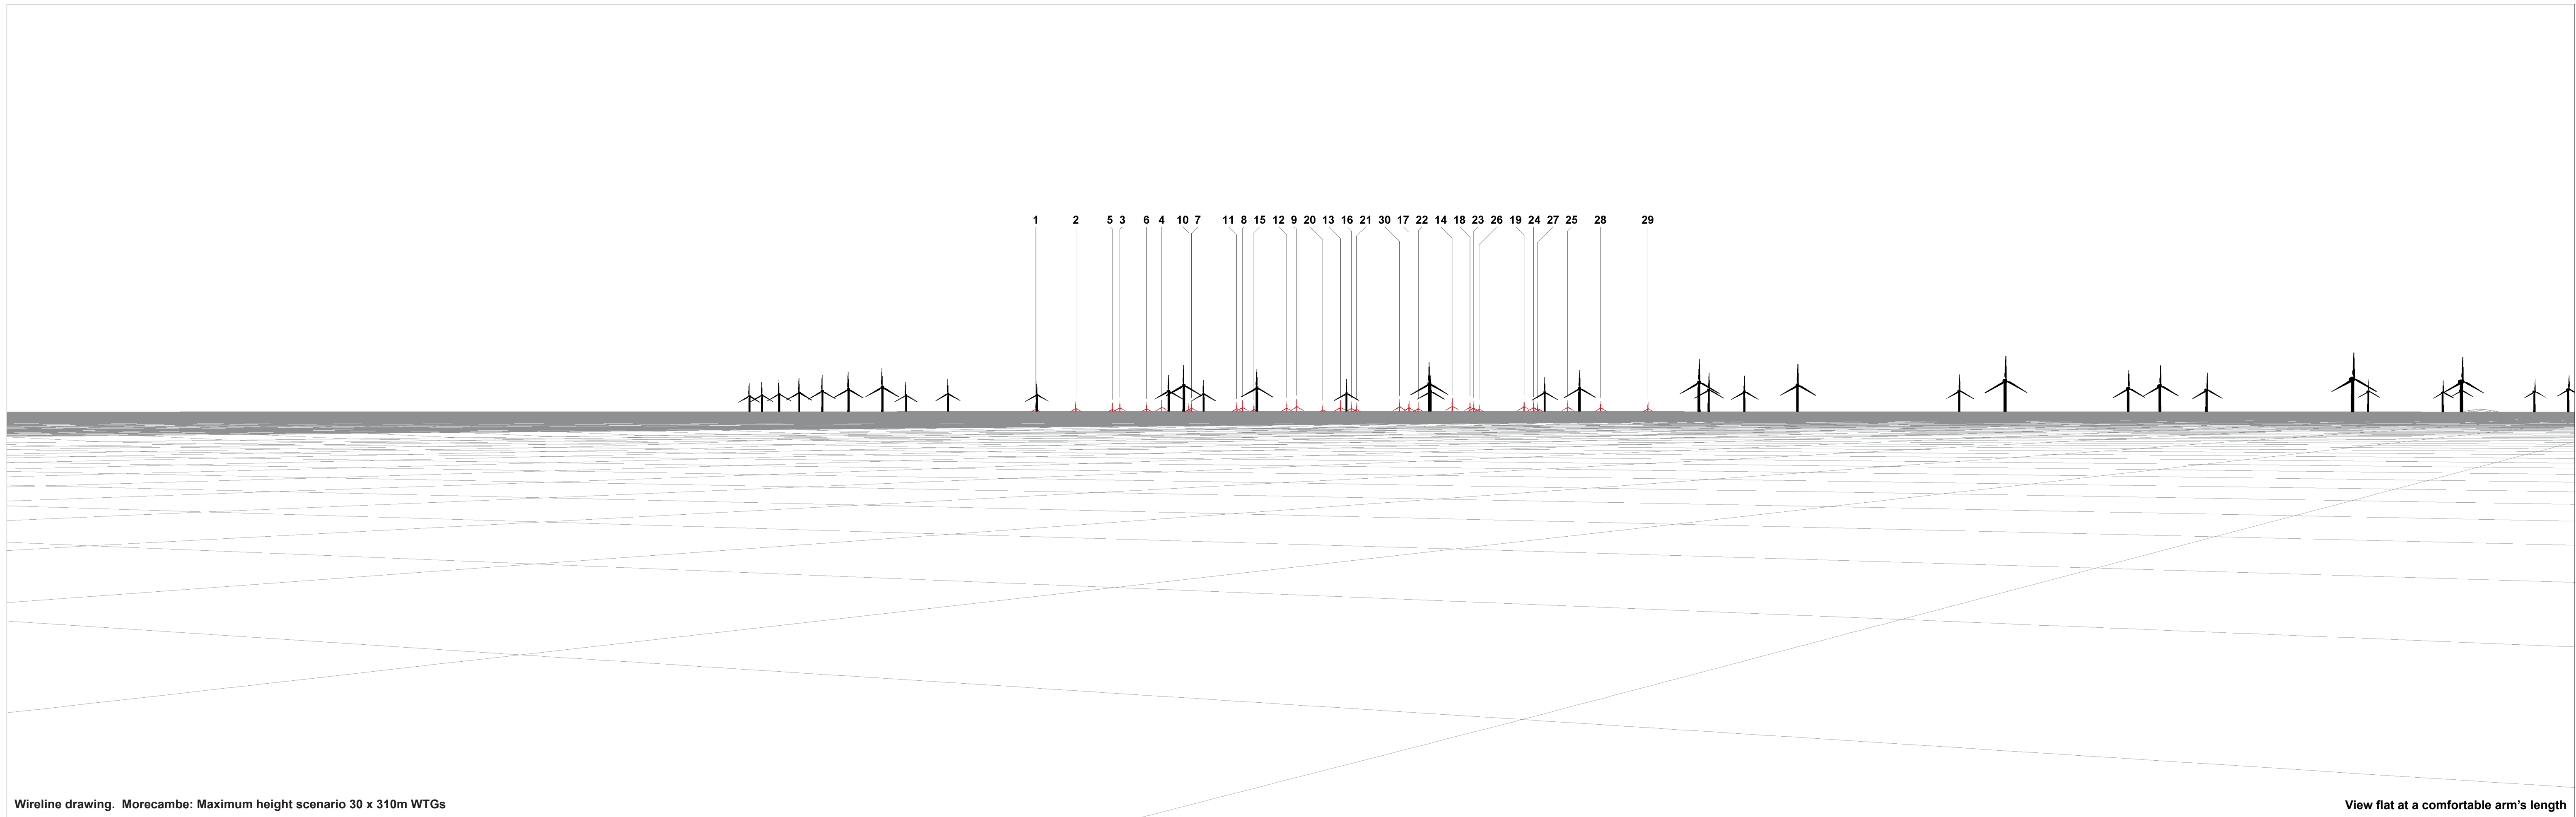 1 2 5 3 6 4 10 7 11 8 15 12 9 20 13 16 21 30 17 22 14 18 23 26 19 24 27 25 28 29
Wireline drawing. Morecambe: Maximum height scenario 30 x 310m WTGs
View flat at a comfortable arm’s length